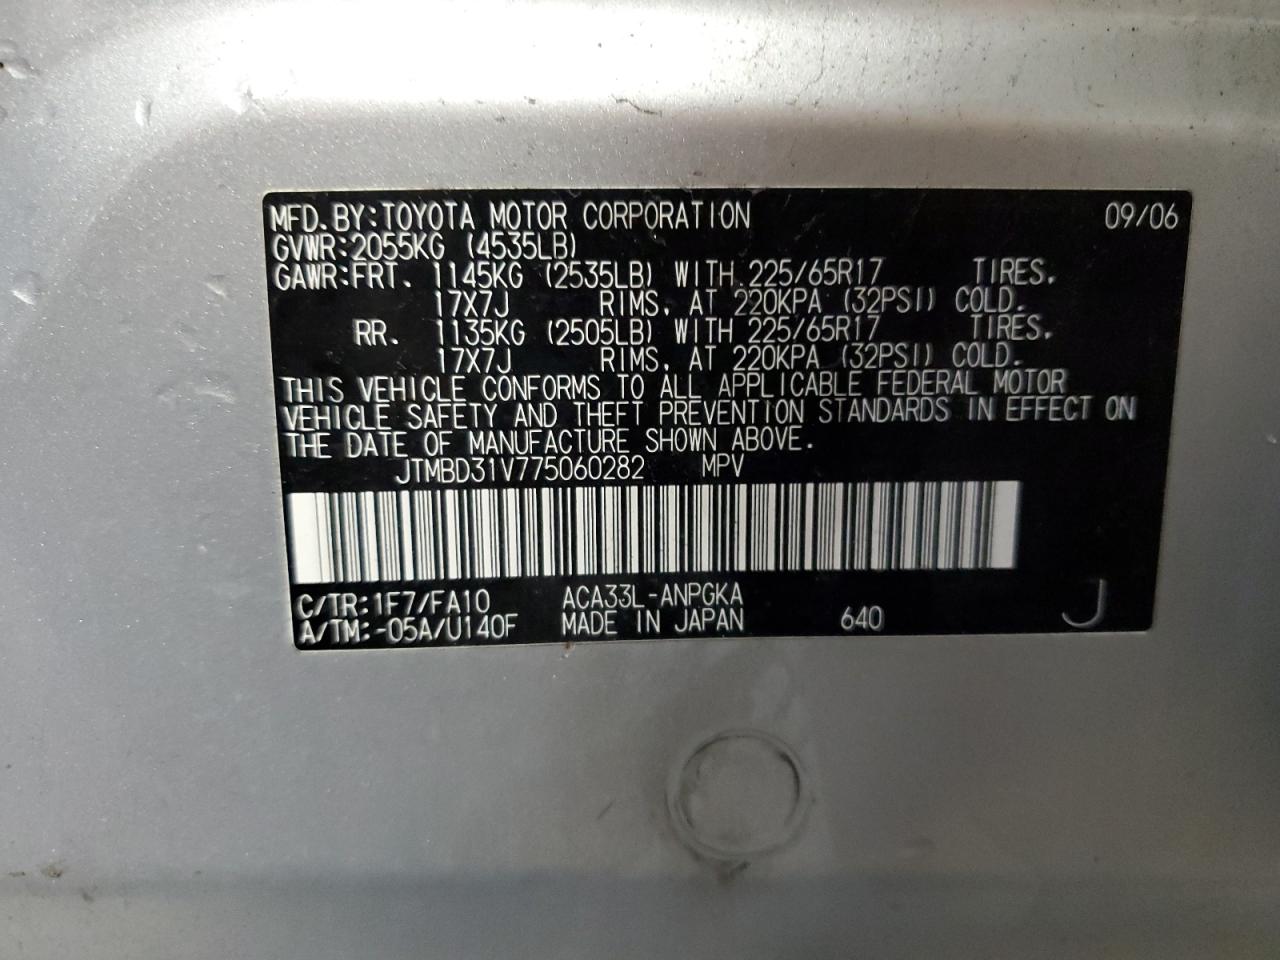 MFD.BY:TOYOTA MOTOR CORPORATION 09/06
GVWR:2055KG (4535LB)
GAWR:FRT. 1145KG (2535LB) WITH 225/65R17 TIRES.
17X7J RIMS, AT 220KPA (32PSI) COLD.
RR. 1135KG (2505LB) WITH 225/65R17 TIRES.
17X7J RIMS, AT 220KPA (32PSI) COLD.
THIS VEHICLE CONFORMS TO ALL APPLICABLE FEDERAL MOTOR
VEHICLE SAFETY AND THEFT PREVENTION STANDARDS IN EFFECT ON
THE DATE OF MANUFACTURE SHOWN ABOVE.
JTMBD31V775060282 MPV
C/TR:1F7/FA10 ACA33L-ANPGKA
A/TM:-05A/U140F MADE IN JAPAN 640 J